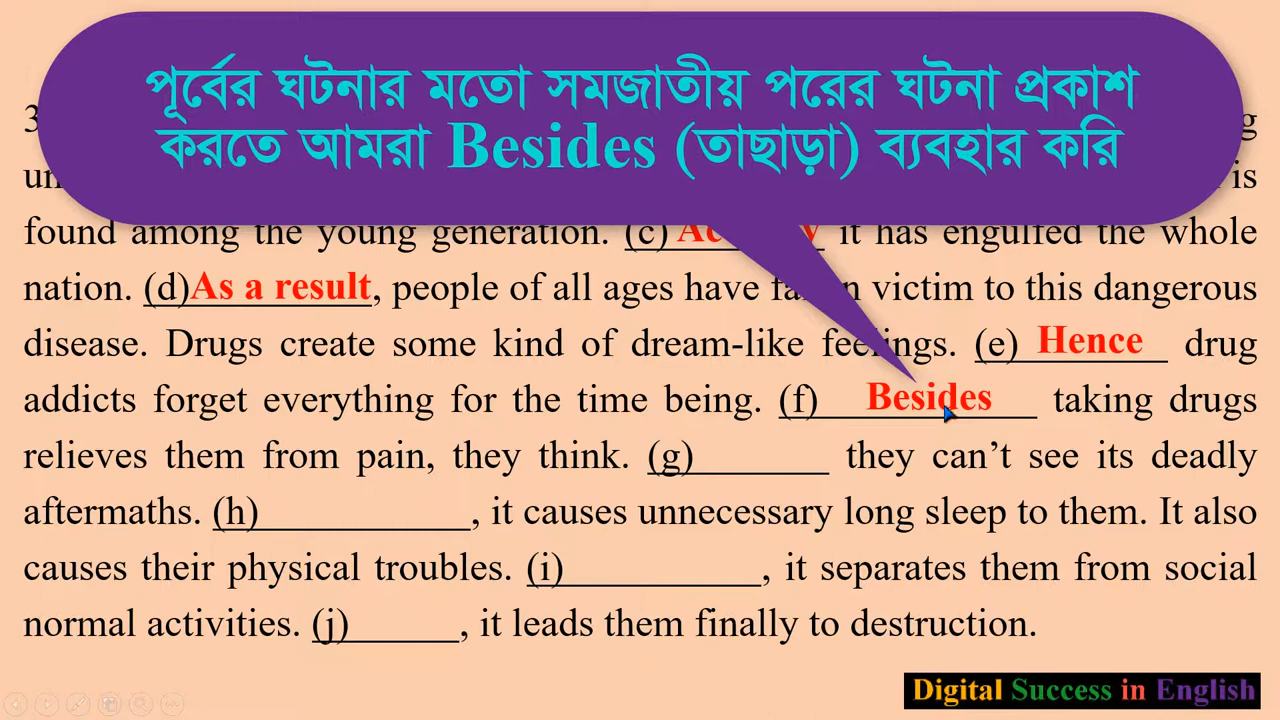 পূর্বের ঘটনার মতো সমজাতীয় পরের ঘটনা প্রকাশ
করতে আমরা Besides (তাছাড়া) ব্যবহার করি
3
is
found among the young generation. (c) it has engulfed the whole
nation. (d)As a result, people of all ages have victim to this dangerous
disease. Drugs create some kind of dream-like feelings. (e) Hence drug
addicts forget everything for the time being. (f) Besides taking drugs
relieves them from pain, they think. (g)_______ they can’t see its deadly
aftermaths. (h)___________, it causes unnecessary long sleep to them. It also
causes their physical troubles. (i)__________, it separates them from social
normal activities. (j)______, it leads them finally to destruction.
Digital Success in English